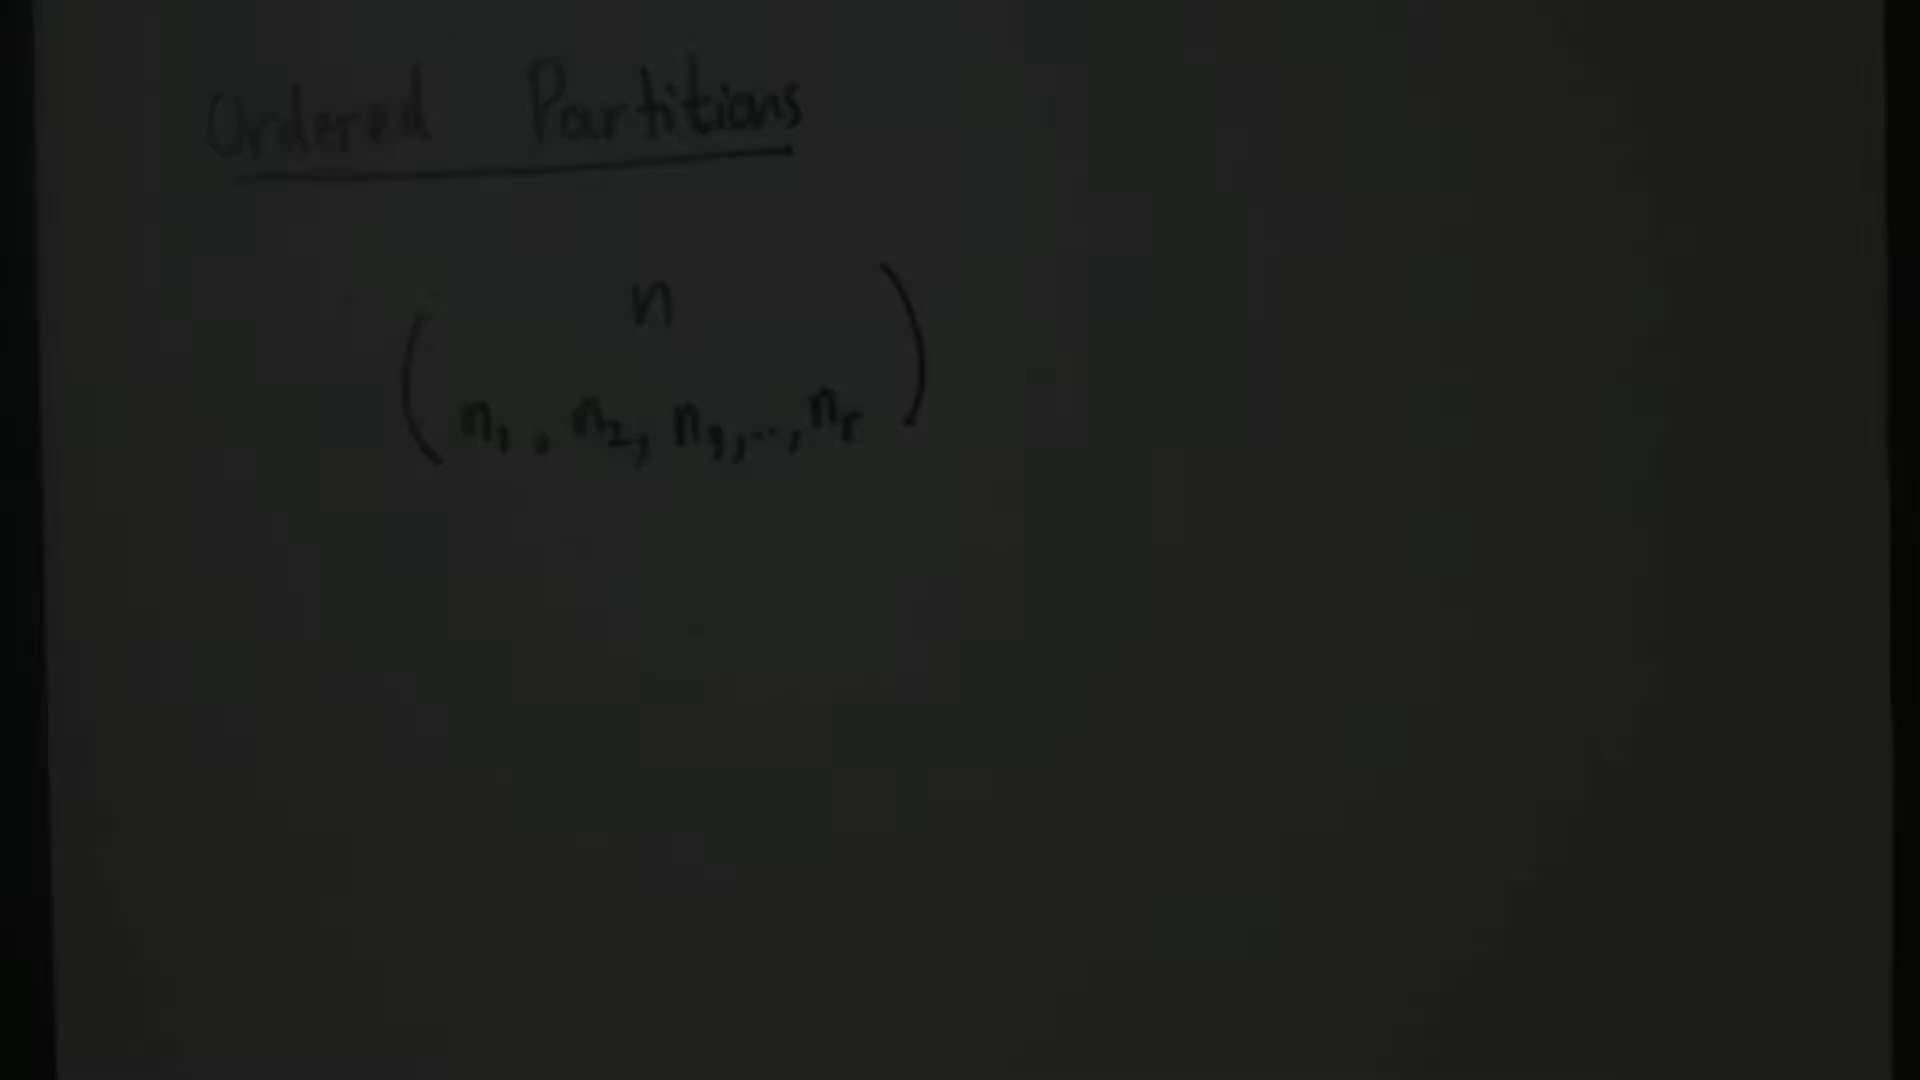 Ordered Partitions
n
n₁, n₂, n₃,..., nᵣ